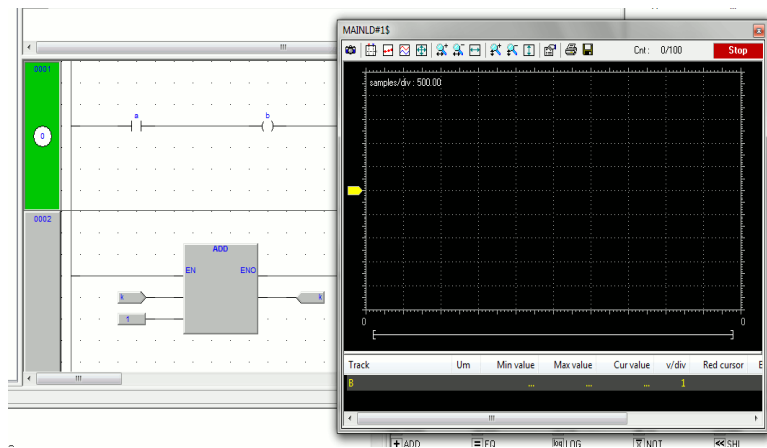 MAINLD#1$
Cnt: 0/100 Stop
samples/div : 500.00
0001
a b
0
0002
ADD
EN ENO
k k
1
0 0
Track Um Min value Max value Cur value v/div Red cursor
B ... ... ... 1
ADD EQ LOG NOT SHL